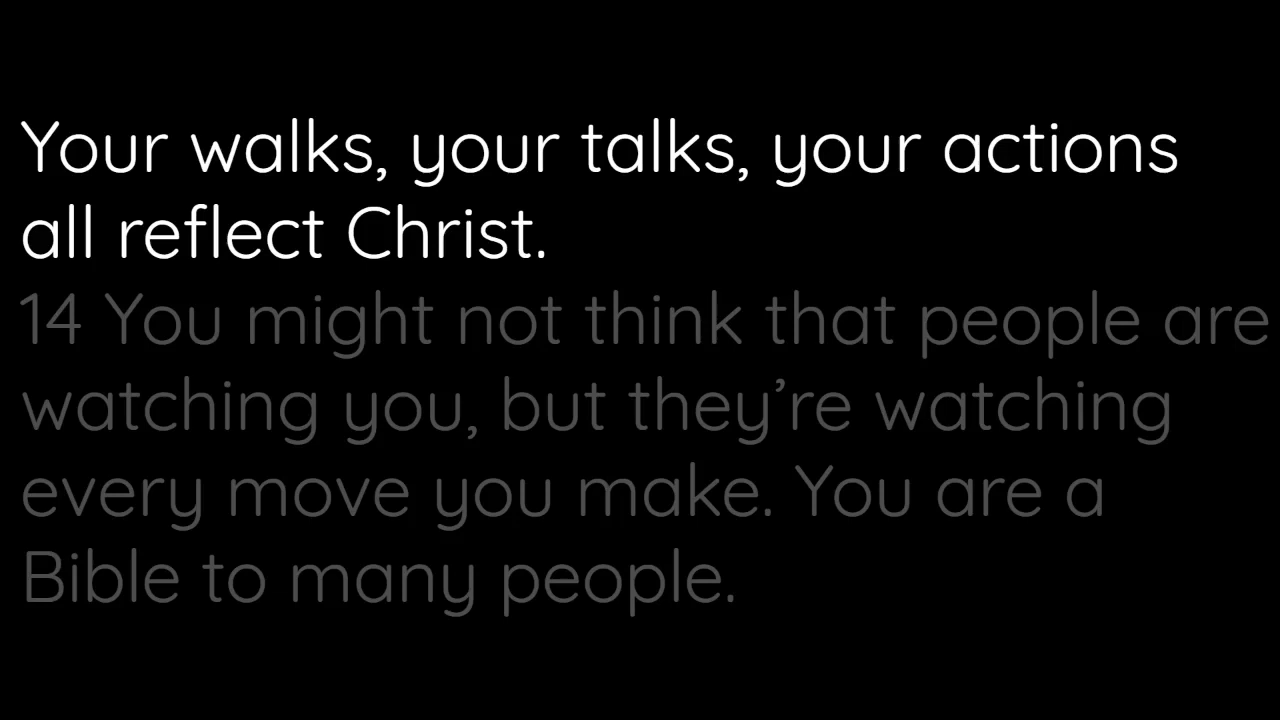 Your walks, your talks, your actions
all reflect Christ.
14 You might not think that people are
watching you, but they’re watching
every move you make. You are a
Bible to many people.